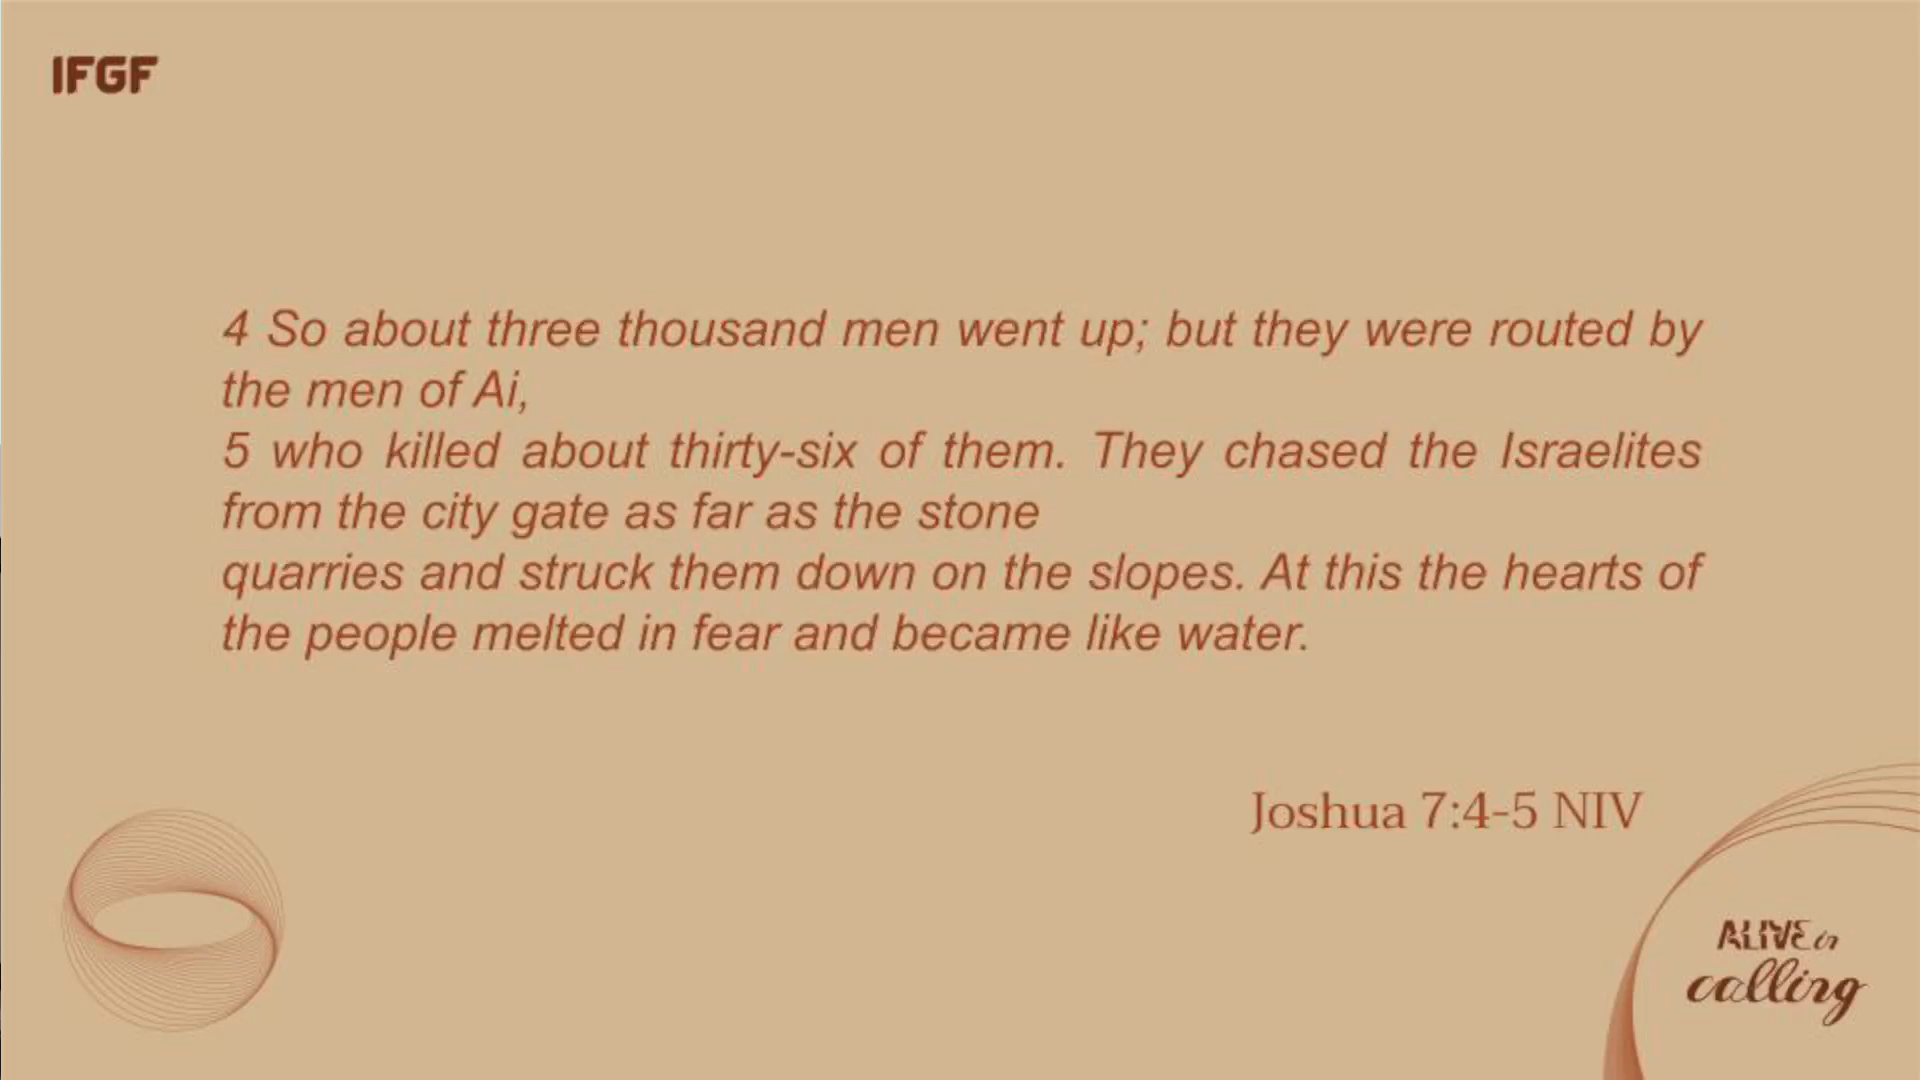 IFGF
4 So about three thousand men went up; but they were routed by
the men of Ai,
5 who killed about thirty-six of them. They chased the Israelites
from the city gate as far as the stone
quarries and struck them down on the slopes. At this the hearts of
the people melted in fear and became like water.
Joshua 7:4-5 NIV
ALIVE in
calling